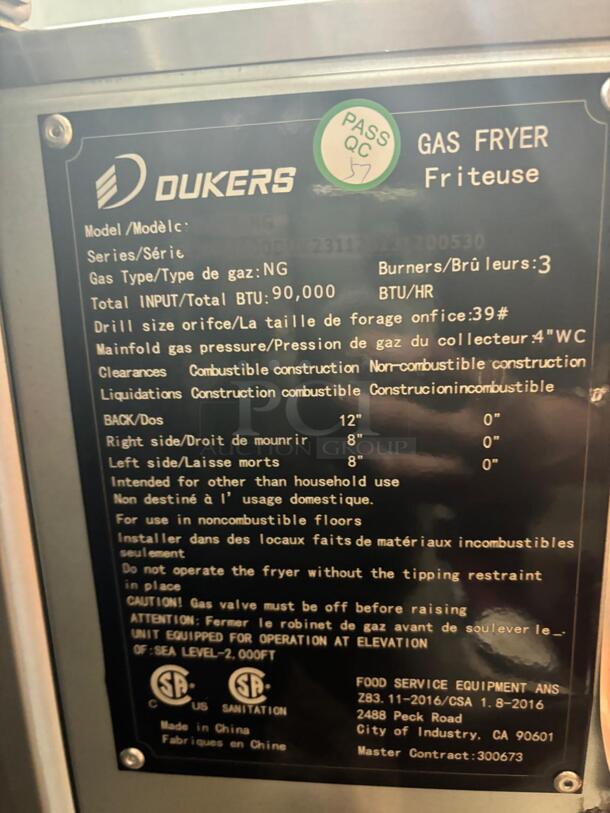 PASS
QC
57
DUKERS
GAS FRYER
Friteuse
Model/Modèlc: NG
Series/Série
Gas Type/Type de gaz:NG Burners/Brûleurs:3
Total INPUT/Total BTU:90,000 BTU/HR
Drill size orifce/La taille de forage onfice:39#
Mainfold gas pressure/Pression de gaz du collecteur:4"WC
Clearances Combustible construction Non-combustible construction
Liquidations Construction combustible Construcionincombustible
BACK/Dos 12" 0"
Right side/Droit de mounrir 8" 0"
Left side/Laisse morts 8" 0"
Intended for other than household use
Non destiné à l' usage domestique.
For use in noncombustible floors
Installer dans des locaux faits de matériaux incombustibles
seulement
Do not operate the fryer without the tipping restraint
in place
CAUTION! Gas valve must be off before raising
ATTENTION: Fermer le robinet de gaz avant de soulever le_.
UNIT EQUIPPED FOR OPERATION AT ELEVATION
OF:SEA LEVEL-2,000FT
C US SANITATION
Made in China
Fabriques en Chine
FOOD SERVICE EQUIPMENT ANS
Z83.11-2016/CSA 1.8-2016
2488 Peck Road
City of Industry, CA 90601
Master Contract:300673
PCI
AUCTION GROUP